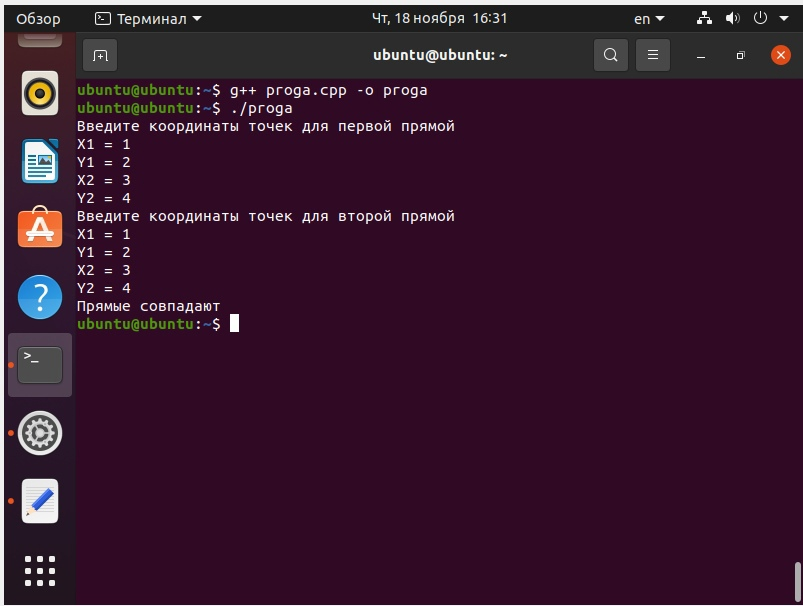 Обзор Терминал Чт, 18 ноября 16:31 en
ubuntu@ubuntu: ~
ubuntu@ubuntu:~$ g++ proga.cpp -o proga
ubuntu@ubuntu:~$ ./proga
Введите координаты точек для первой прямой
X1 = 1
Y1 = 2
X2 = 3
Y2 = 4
Введите координаты точек для второй прямой
X1 = 1
Y1 = 2
X2 = 3
Y2 = 4
Прямые совпадают
ubuntu@ubuntu:~$